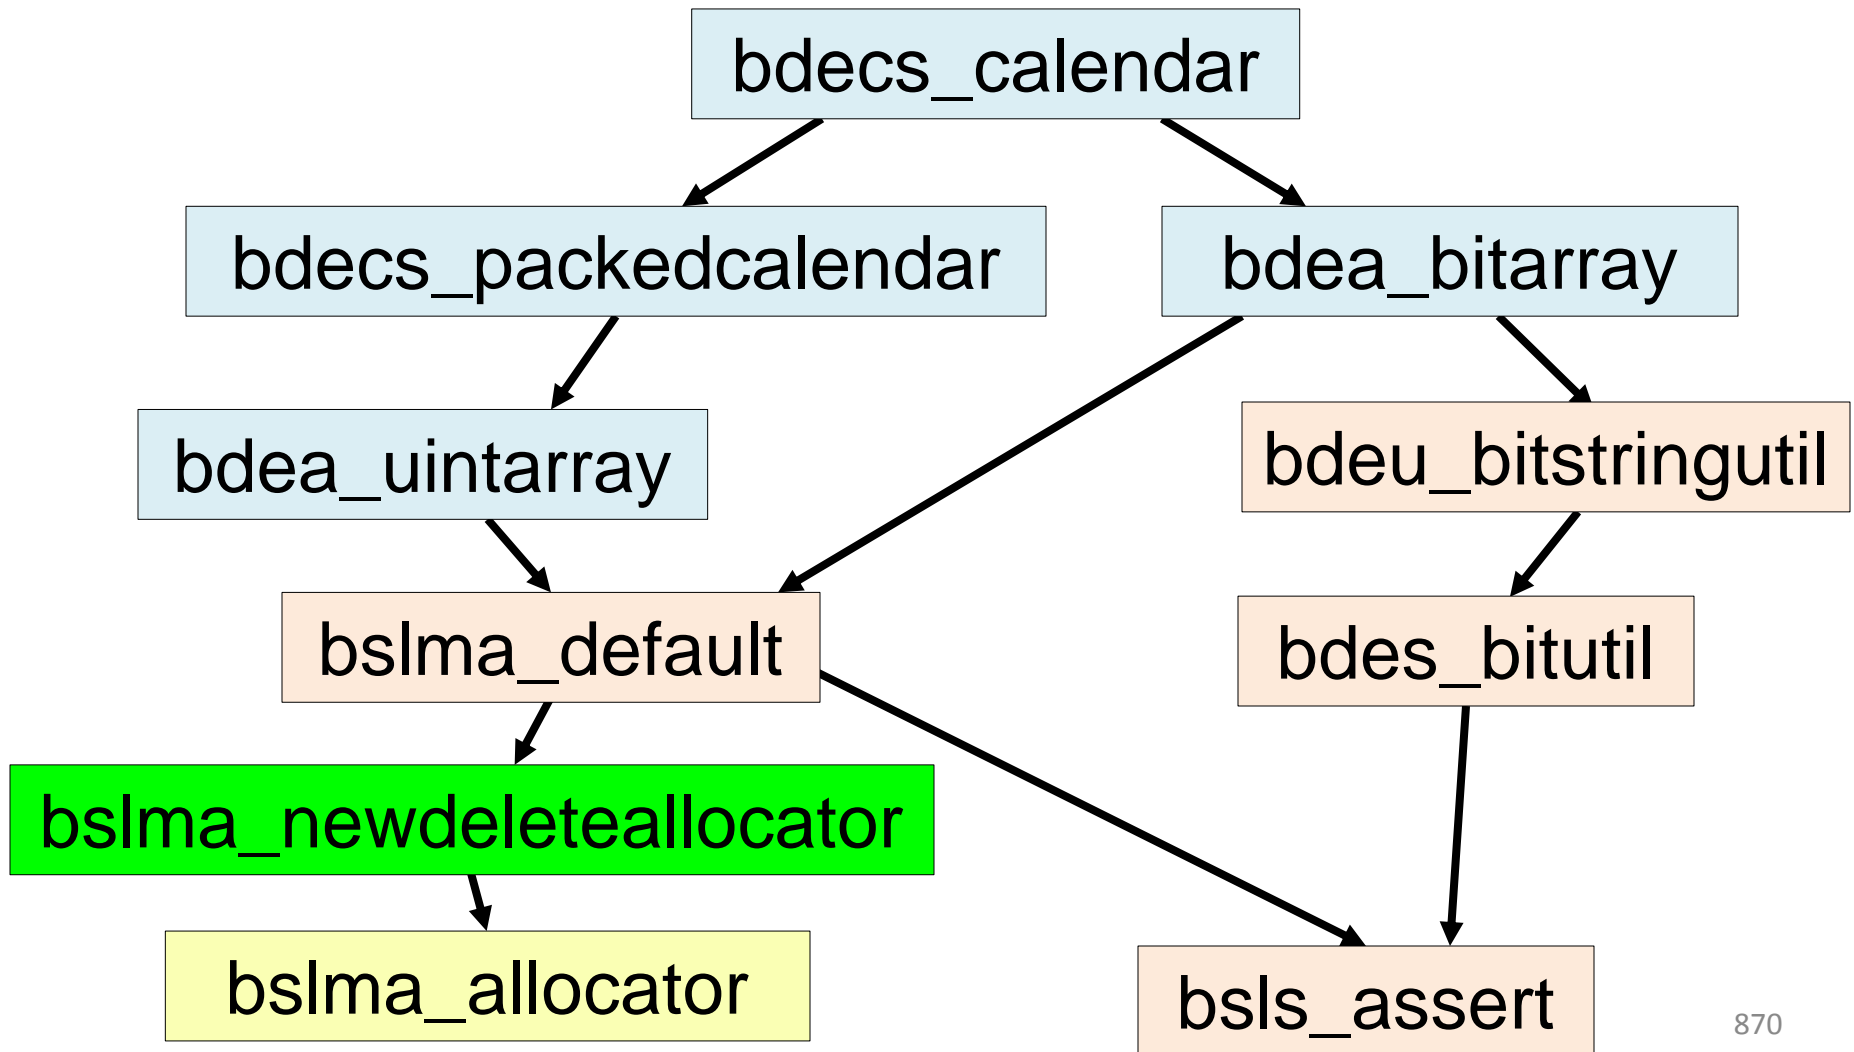 bdecs_calendar
bdecs_packedcalendar
bdea_bitarray
bdea_uintarray
bdeu_bitstringutil
bslma_default
bdes_bitutil
bslma_newdeleteallocator
bslma_allocator
bsls_assert
870